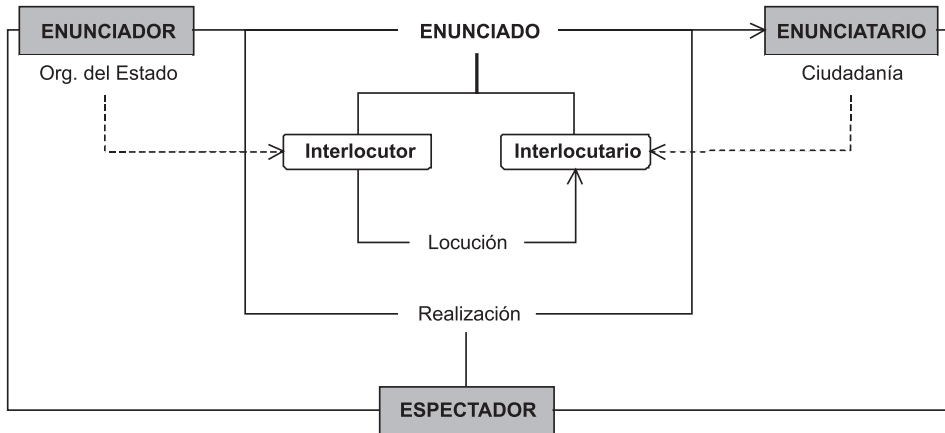 ENUNCIADOR
ENUNCIADO
ENUNCIATARIO
Org. del Estado
Ciudadanía
Interlocutor
Interlocutario
Locución
Realización
ESPECTADOR